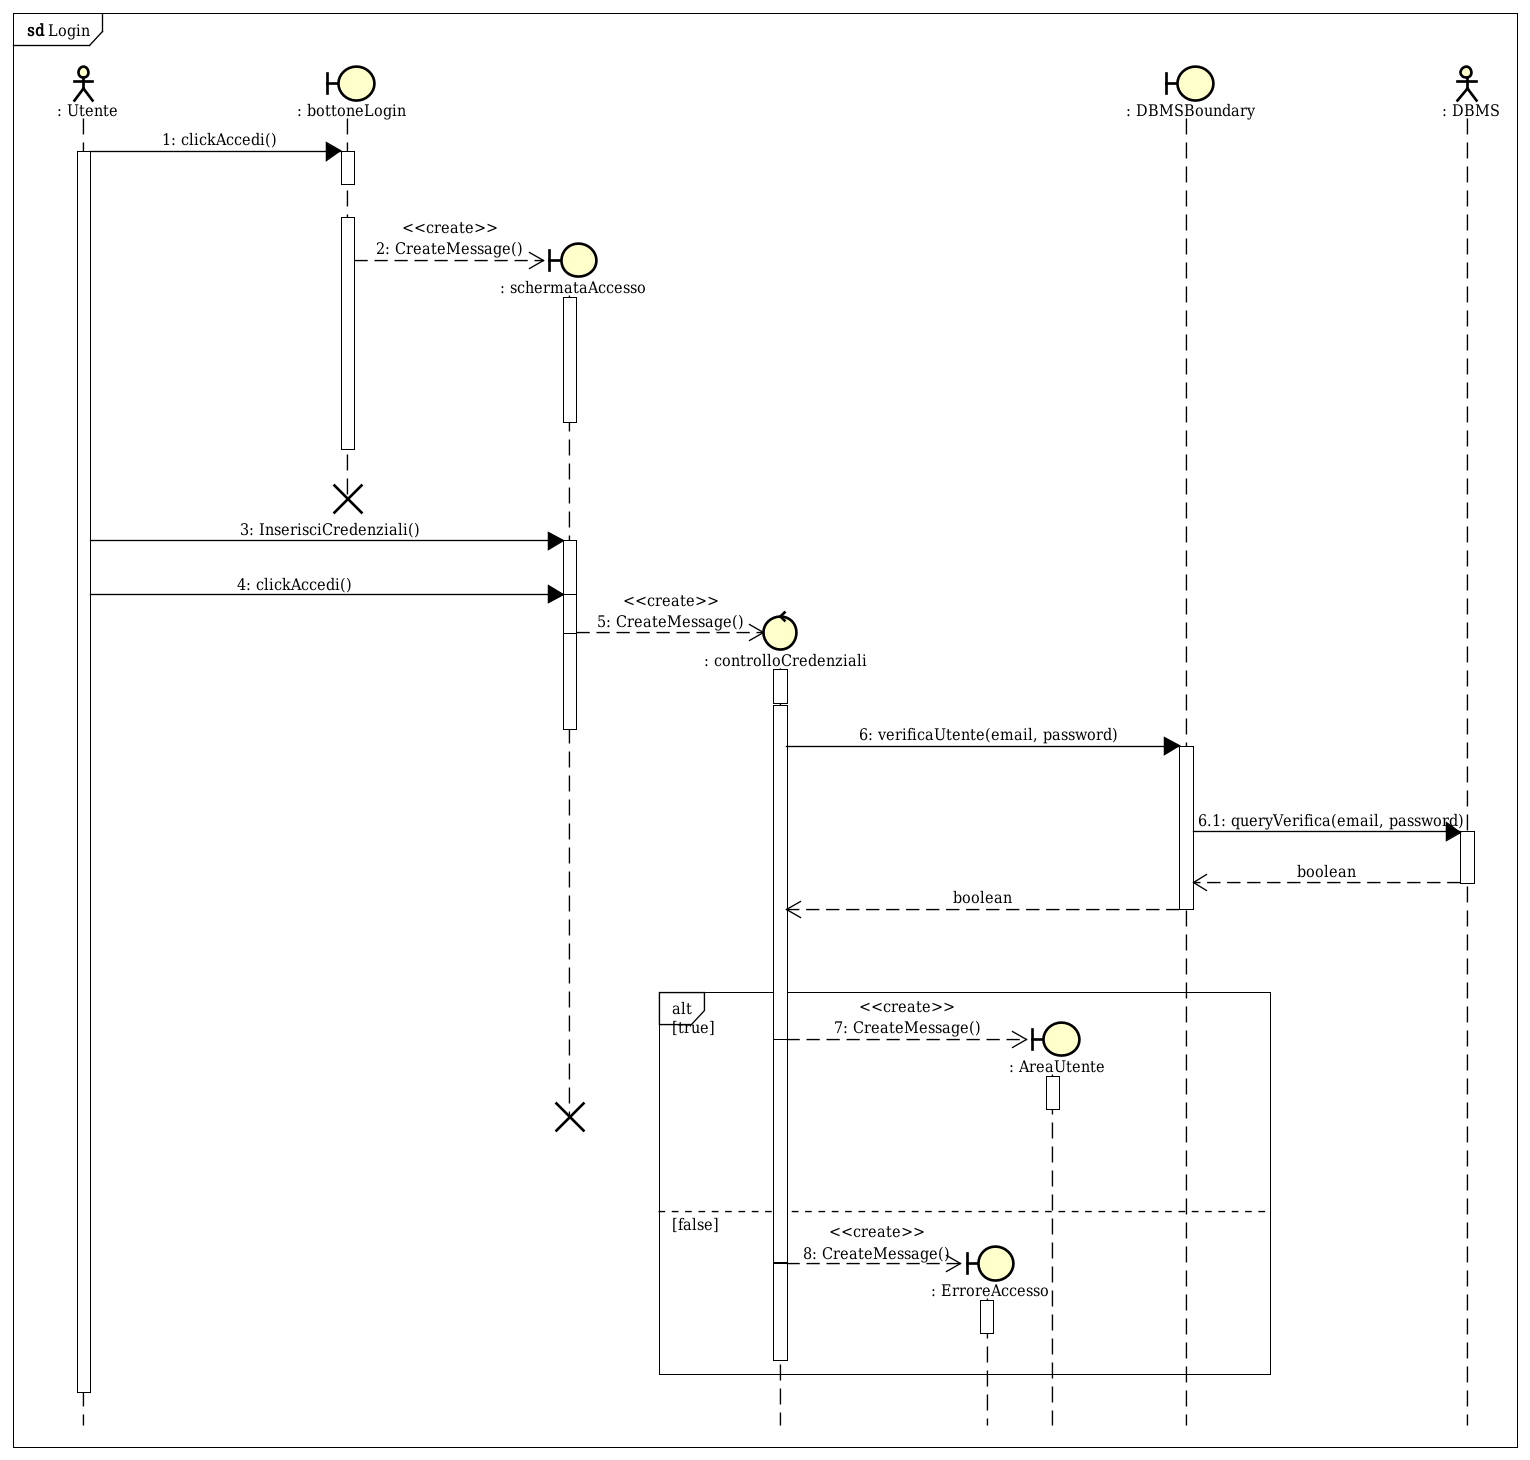 sd Login
: Utente
: bottoneLogin
: DBMSBoundary
: DBMS
1: clickAccedi()
<<create>>
2: CreateMessage()
: schermataAccesso
3: InserisciCredenziali()
4: clickAccedi()
<<create>>
5: CreateMessage()
: controlloCredenziali
6: verificaUtente(email, password)
6.1: queryVerifica(email, password)
boolean
boolean
alt
<<create>>
[true]
7: CreateMessage()
: AreaUtente
[false]
<<create>>
8: CreateMessage()
: ErroreAccesso